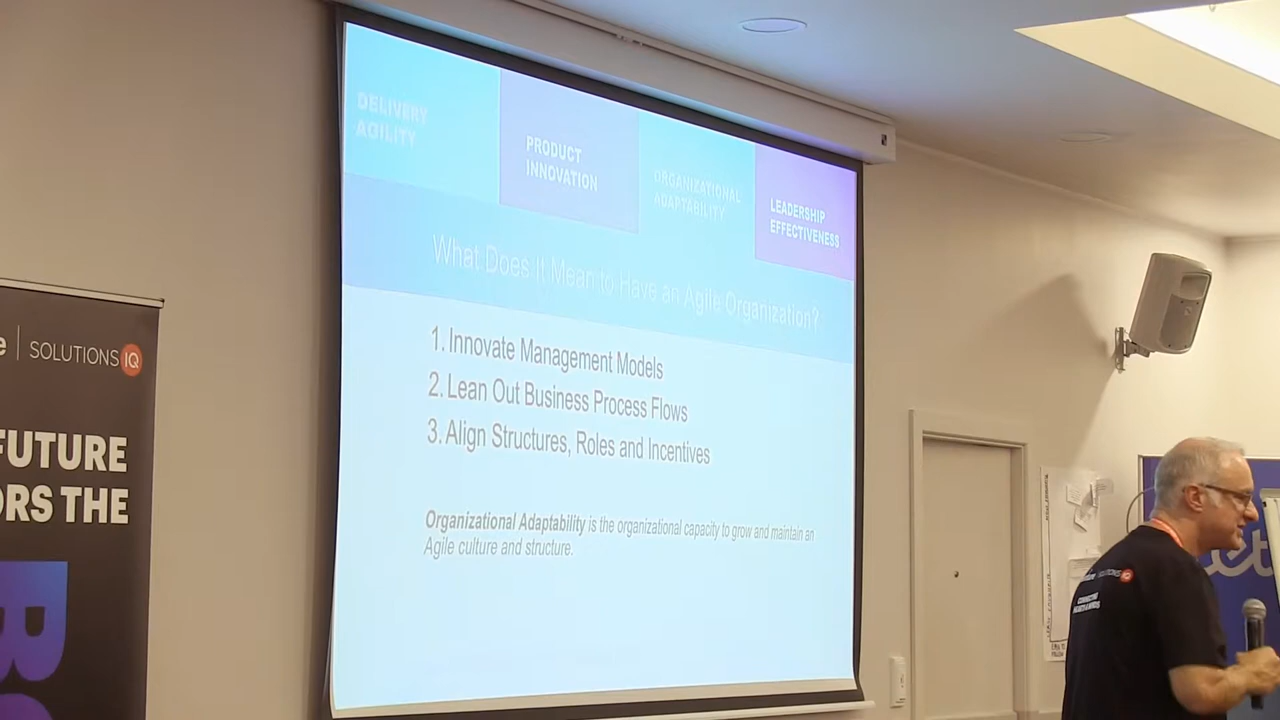 DELIVERY
AGILITY
PRODUCT
INNOVATION
ORGANIZATIONAL
ADAPTABILITY
LEADERSHIP
EFFECTIVENESS
What Does It Mean to Have an Agile Organization?
1. Innovate Management Models
2. Lean Out Business Process Flows
3. Align Structures, Roles and Incentives
Organizational Adaptability is the organizational capacity to grow and maintain an
Agile culture and structure.
e | SOLUTIONS IQ
FUTURE
ORS THE
SOLUTIONS IQ